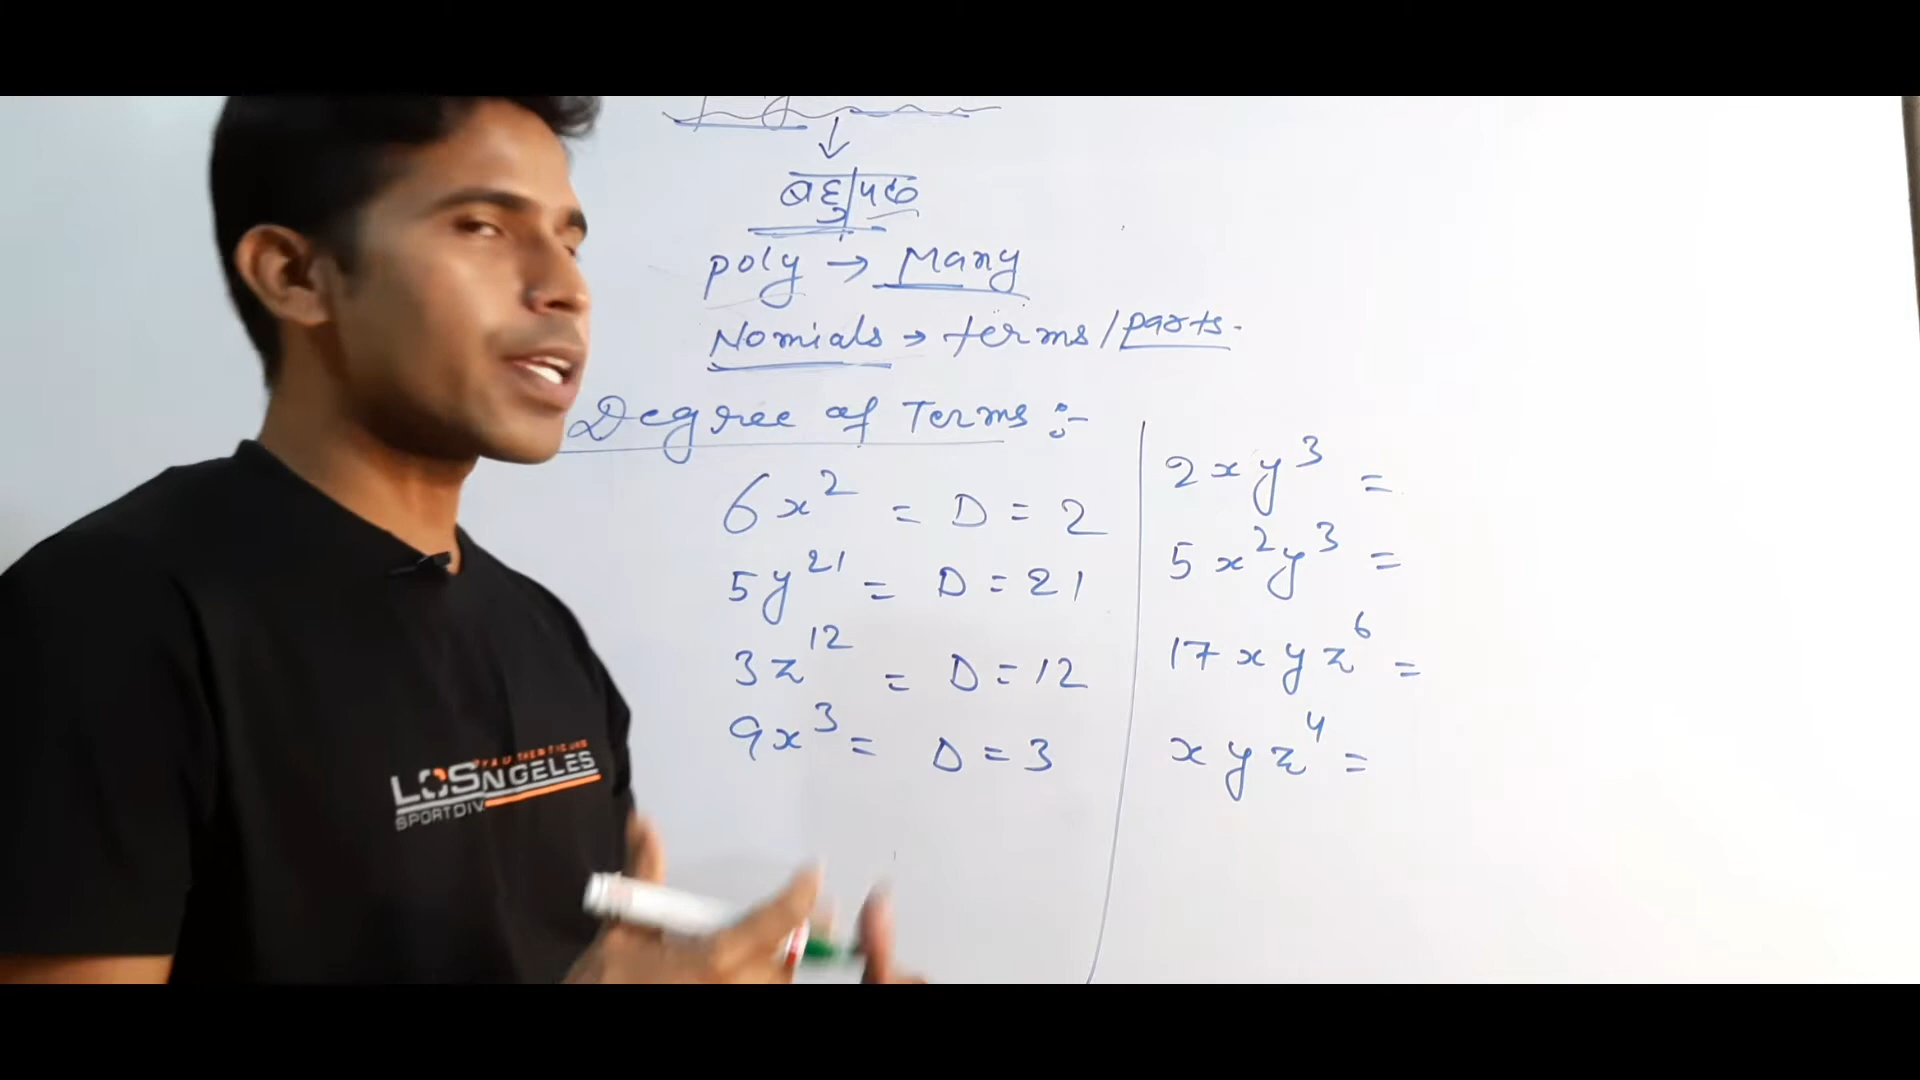 बहुपद
poly → Many
Nomials → terms/parts.
Degree of Terms :-
6x² = D = 2
5y²¹ = D = 21
3z¹² = D = 12
9x³ = D = 3
2xy³ =
5x²y³ =
17xyz⁶ =
xyz⁴ =
LOS NGELES
SPORTDIV